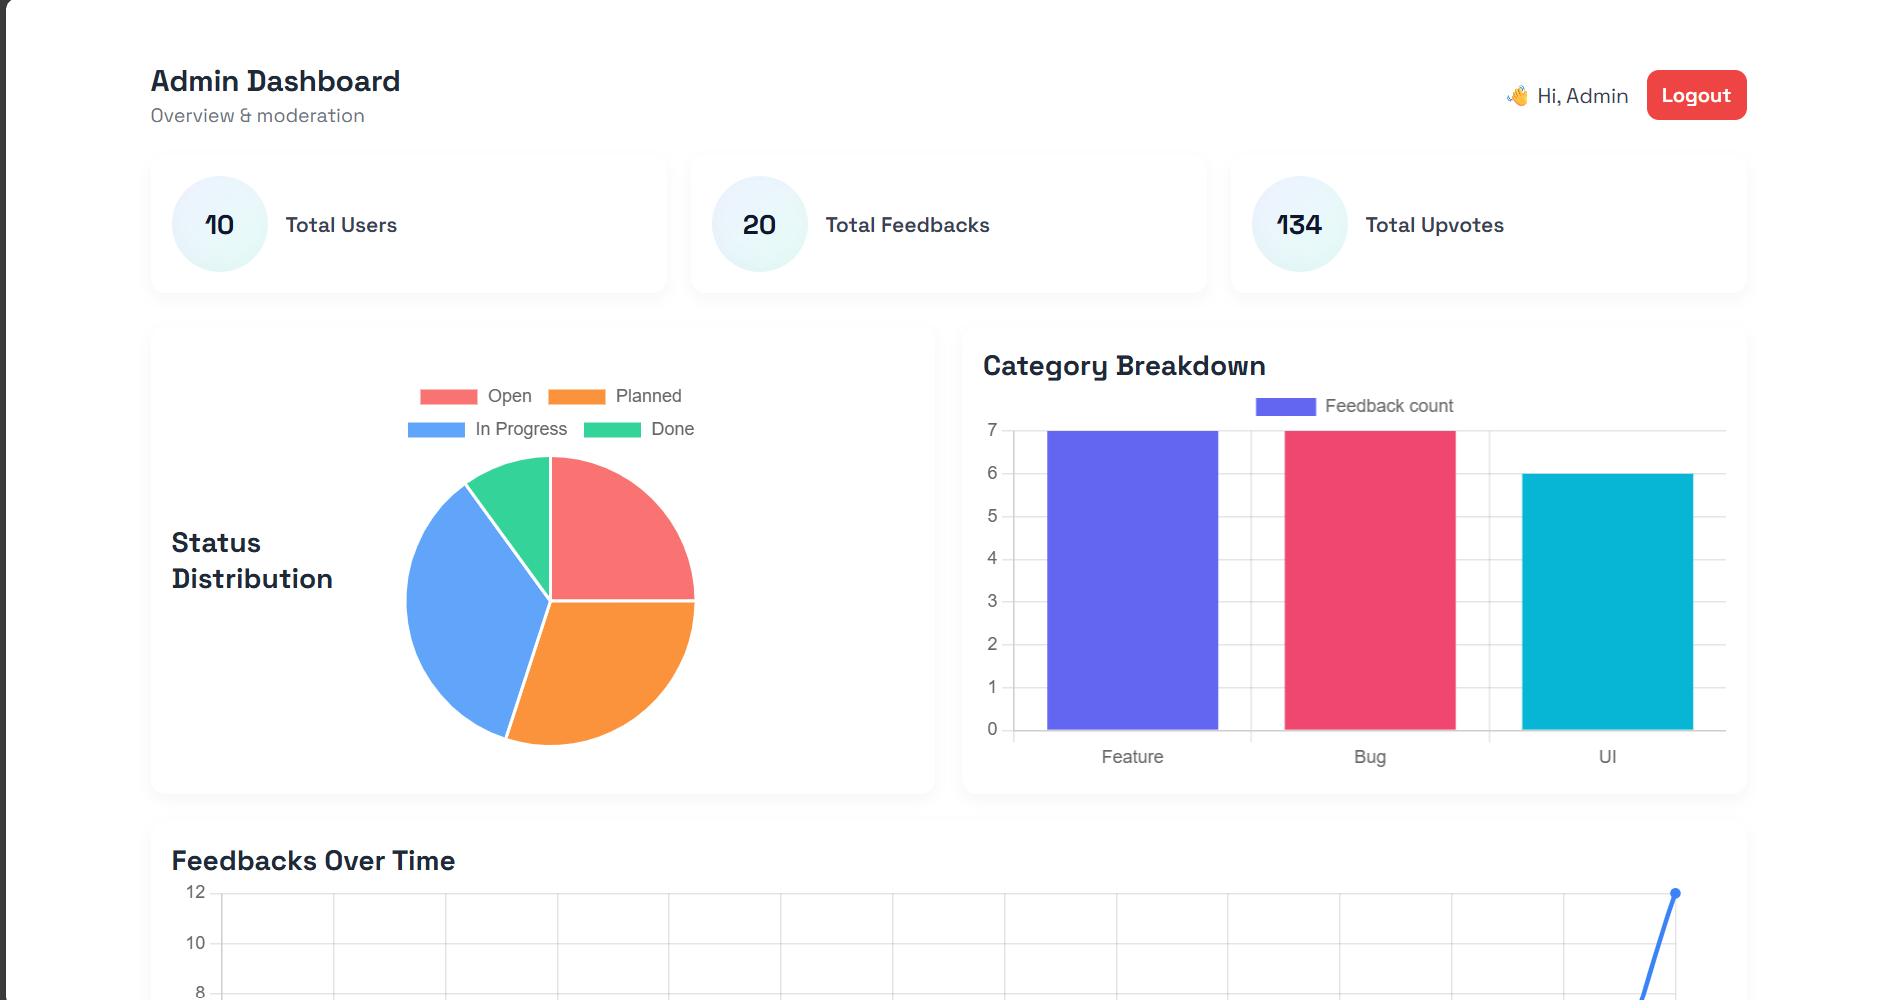 Admin Dashboard
Overview & moderation
👋 Hi, Admin
Logout
10
Total Users
20
Total Feedbacks
134
Total Upvotes
Status
Distribution
Open
Planned
In Progress
Done
Category Breakdown
Feedback count
7
6
5
4
3
2
1
0
Feature
Bug
UI
Feedbacks Over Time
12
10
8